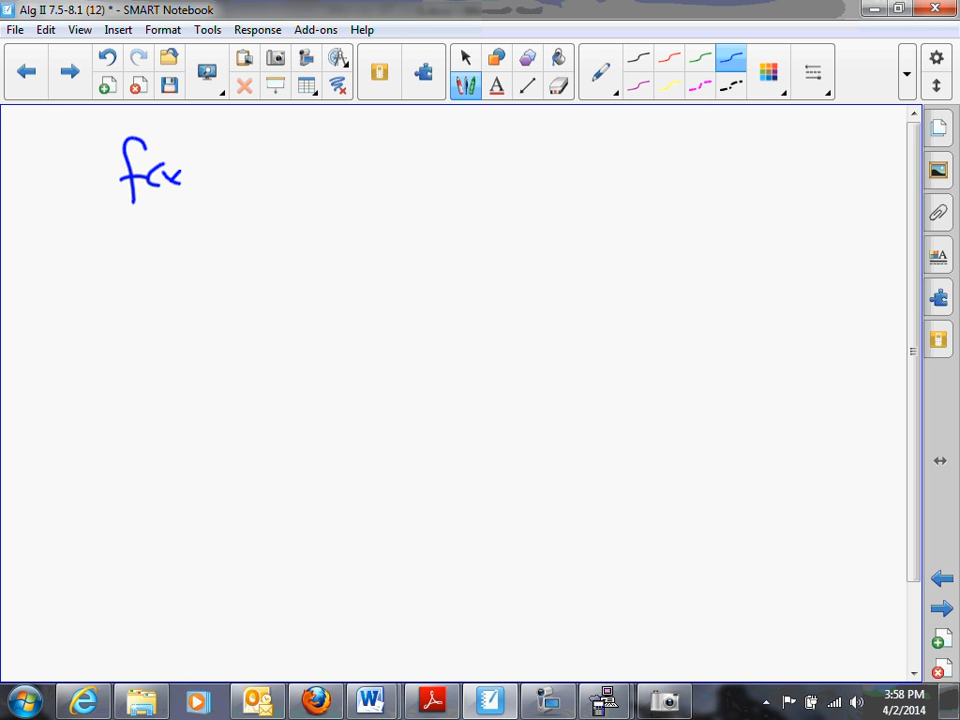 Alg II 7.5-8.1 (12) * - SMART Notebook
File Edit View Insert Format Tools Response Add-ons Help
f(x
3:58 PM
4/2/2014